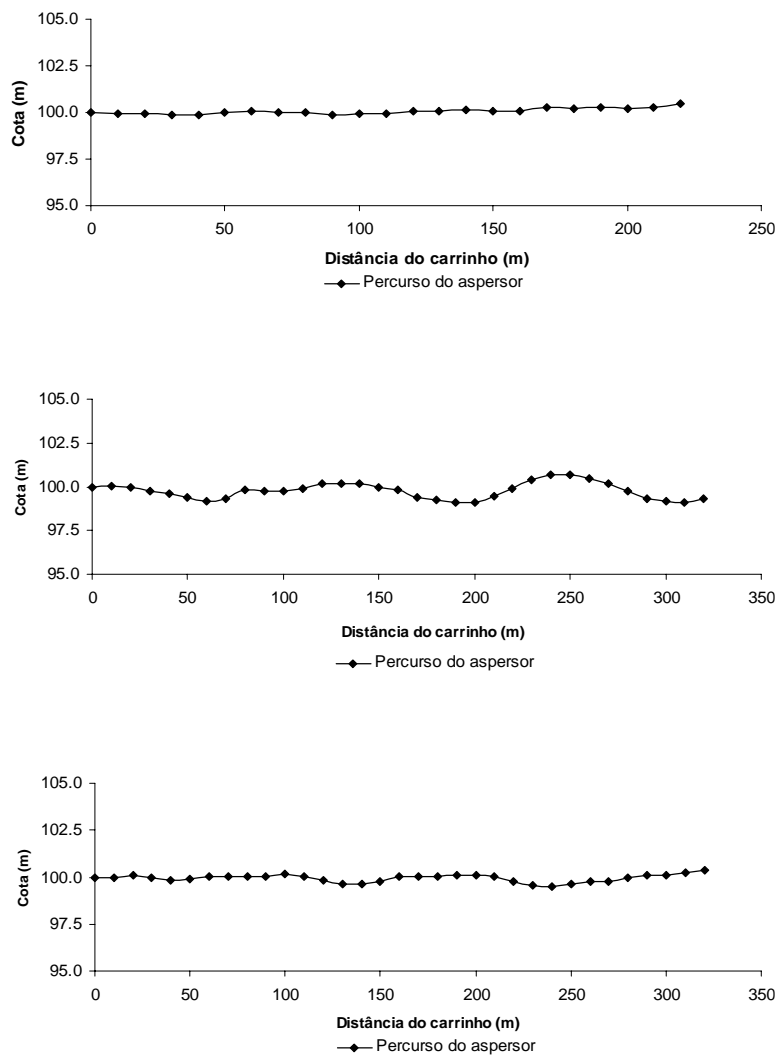 105.0
102.5
100.0
97.5
95.0
Cota (m)
0 50 100 150 200 250
Distância do carrinho (m)
Percurso do aspersor
105.0
102.5
100.0
97.5
95.0
Cota (m)
0 50 100 150 200 250 300 350
Distância do carrinho (m)
Percurso do aspersor
105.0
102.5
100.0
97.5
95.0
Cota (m)
0 50 100 150 200 250 300 350
Distância do carrinho (m)
Percurso do aspersor